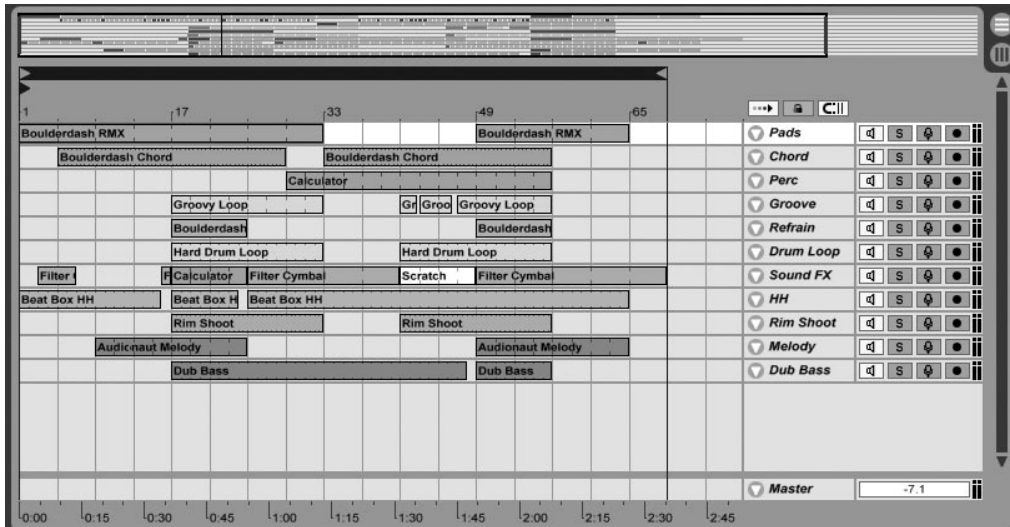 1 17 33 49 65
Boulderdash RMX Boulderdash RMX Pads S
Boulderdash Chord Boulderdash Chord Chord S
Calculator Perc S
Groovy Loop Gr Groo Groovy Loop Groove S
Boulderdash Boulderdash Refrain S
Hard Drum Loop Hard Drum Loop Drum Loop S
Filter F Calculator Filter Cymbal Scratch Filter Cymbal Sound FX S
Beat Box HH Beat Box H Beat Box HH HH S
Rim Shoot Rim Shoot Rim Shoot S
Audionaut Melody Audionaut Melody Melody S
Dub Bass Dub Bass Dub Bass S
Master -7.1
0:00 0:15 0:30 0:45 1:00 1:15 1:30 1:45 2:00 2:15 2:30 2:45